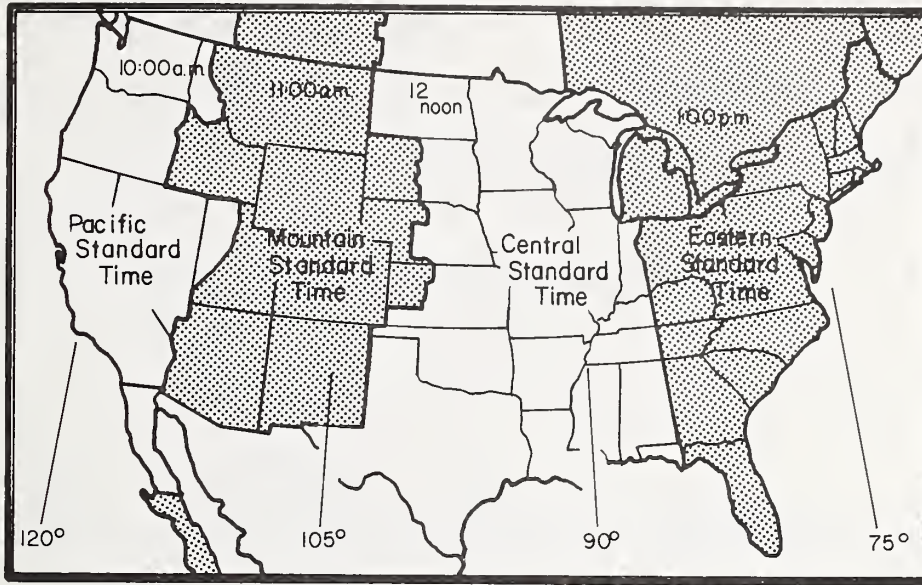 10:00a.m.
11:00am.
12
noon
1:00pm.
Pacific
Standard
Time
Mountain
Standard
Time
Central
Standard
Time
Eastern
Standard
Time
120°
105°
90°
75°